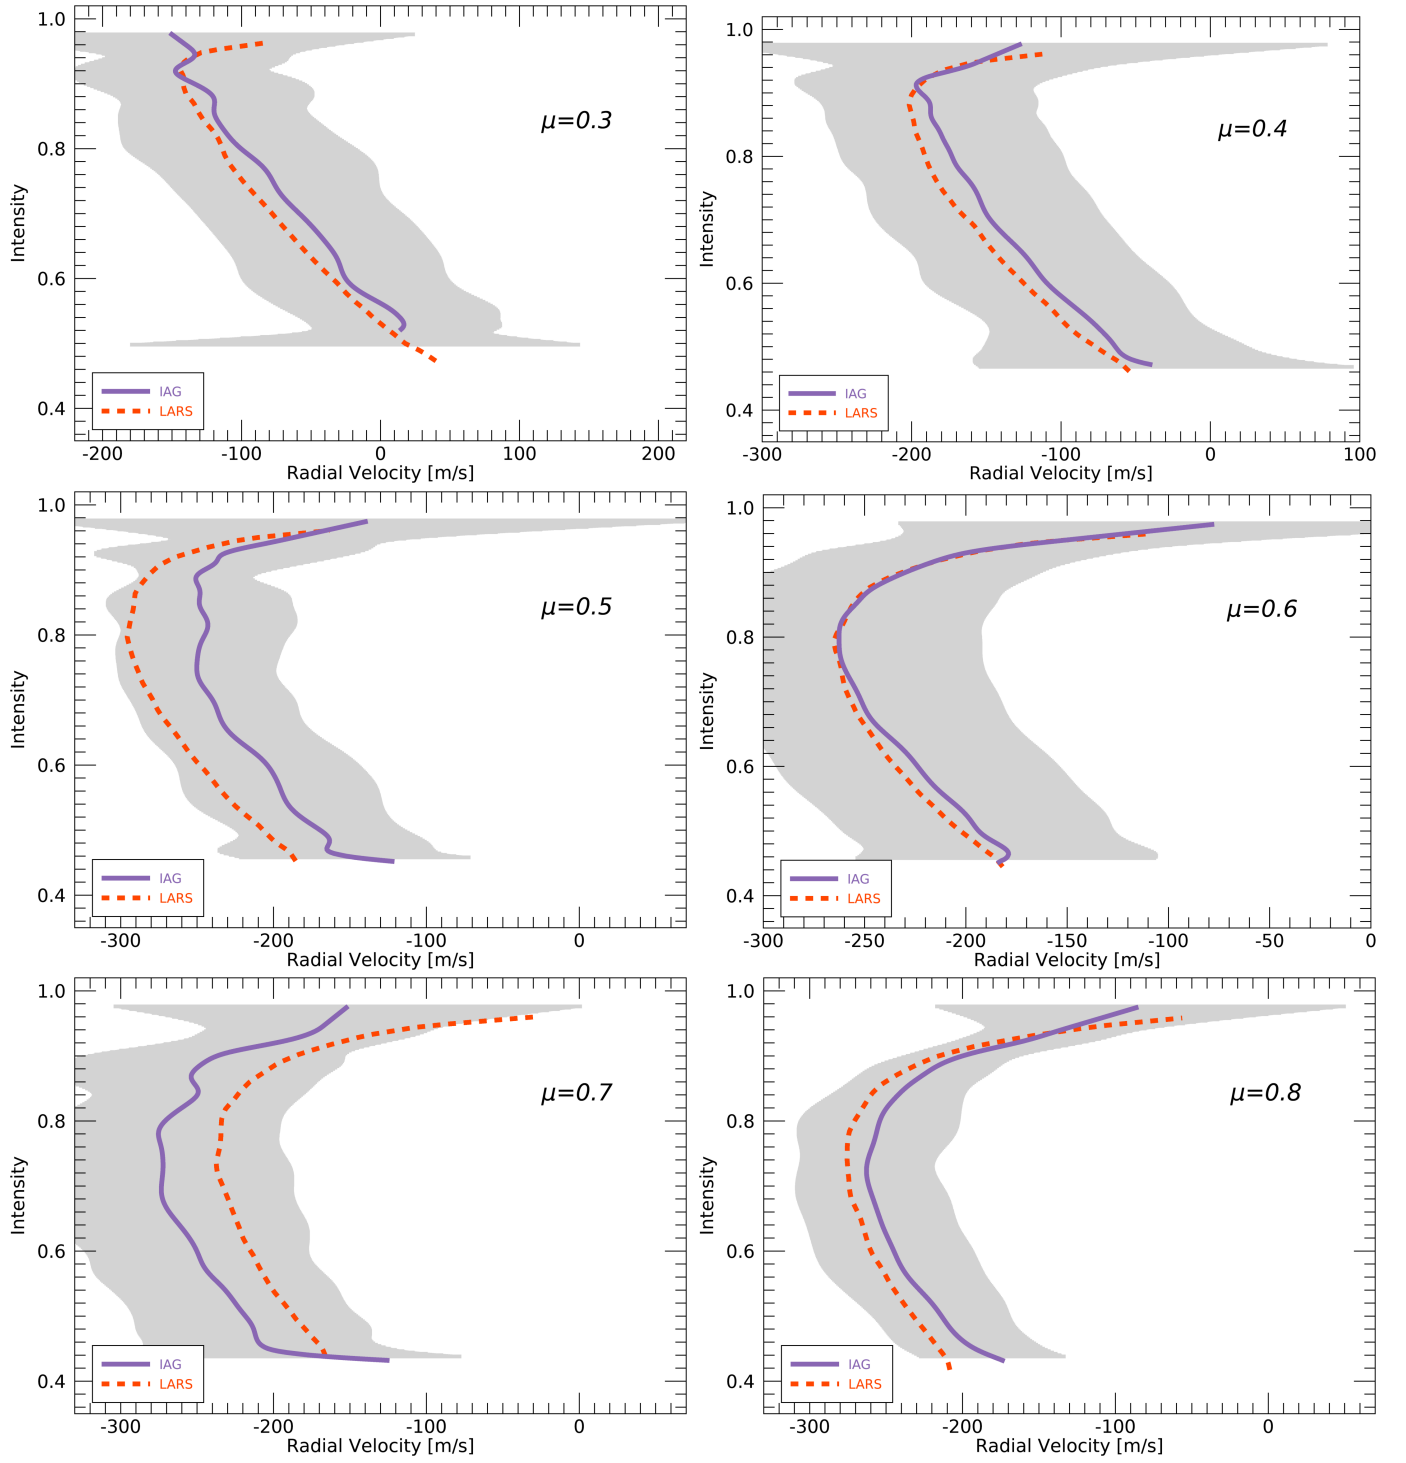 1.0
0.8
0.6
0.4
Intensity
μ=0.3
IAG
LARS
-200 -100 0 100 200
Radial Velocity [m/s]
1.0
0.8
0.6
0.4
Intensity
μ=0.4
IAG
LARS
-300 -200 -100 0 100
Radial Velocity [m/s]
1.0
0.8
0.6
0.4
Intensity
μ=0.5
IAG
LARS
-300 -200 -100 0
Radial Velocity [m/s]
1.0
0.8
0.6
0.4
Intensity
μ=0.6
IAG
LARS
-300 -250 -200 -150 -100 -50 0
Radial Velocity [m/s]
1.0
0.8
0.6
0.4
Intensity
μ=0.7
IAG
LARS
-300 -200 -100 0
Radial Velocity [m/s]
1.0
0.8
0.6
0.4
Intensity
μ=0.8
IAG
LARS
-300 -200 -100 0
Radial Velocity [m/s]